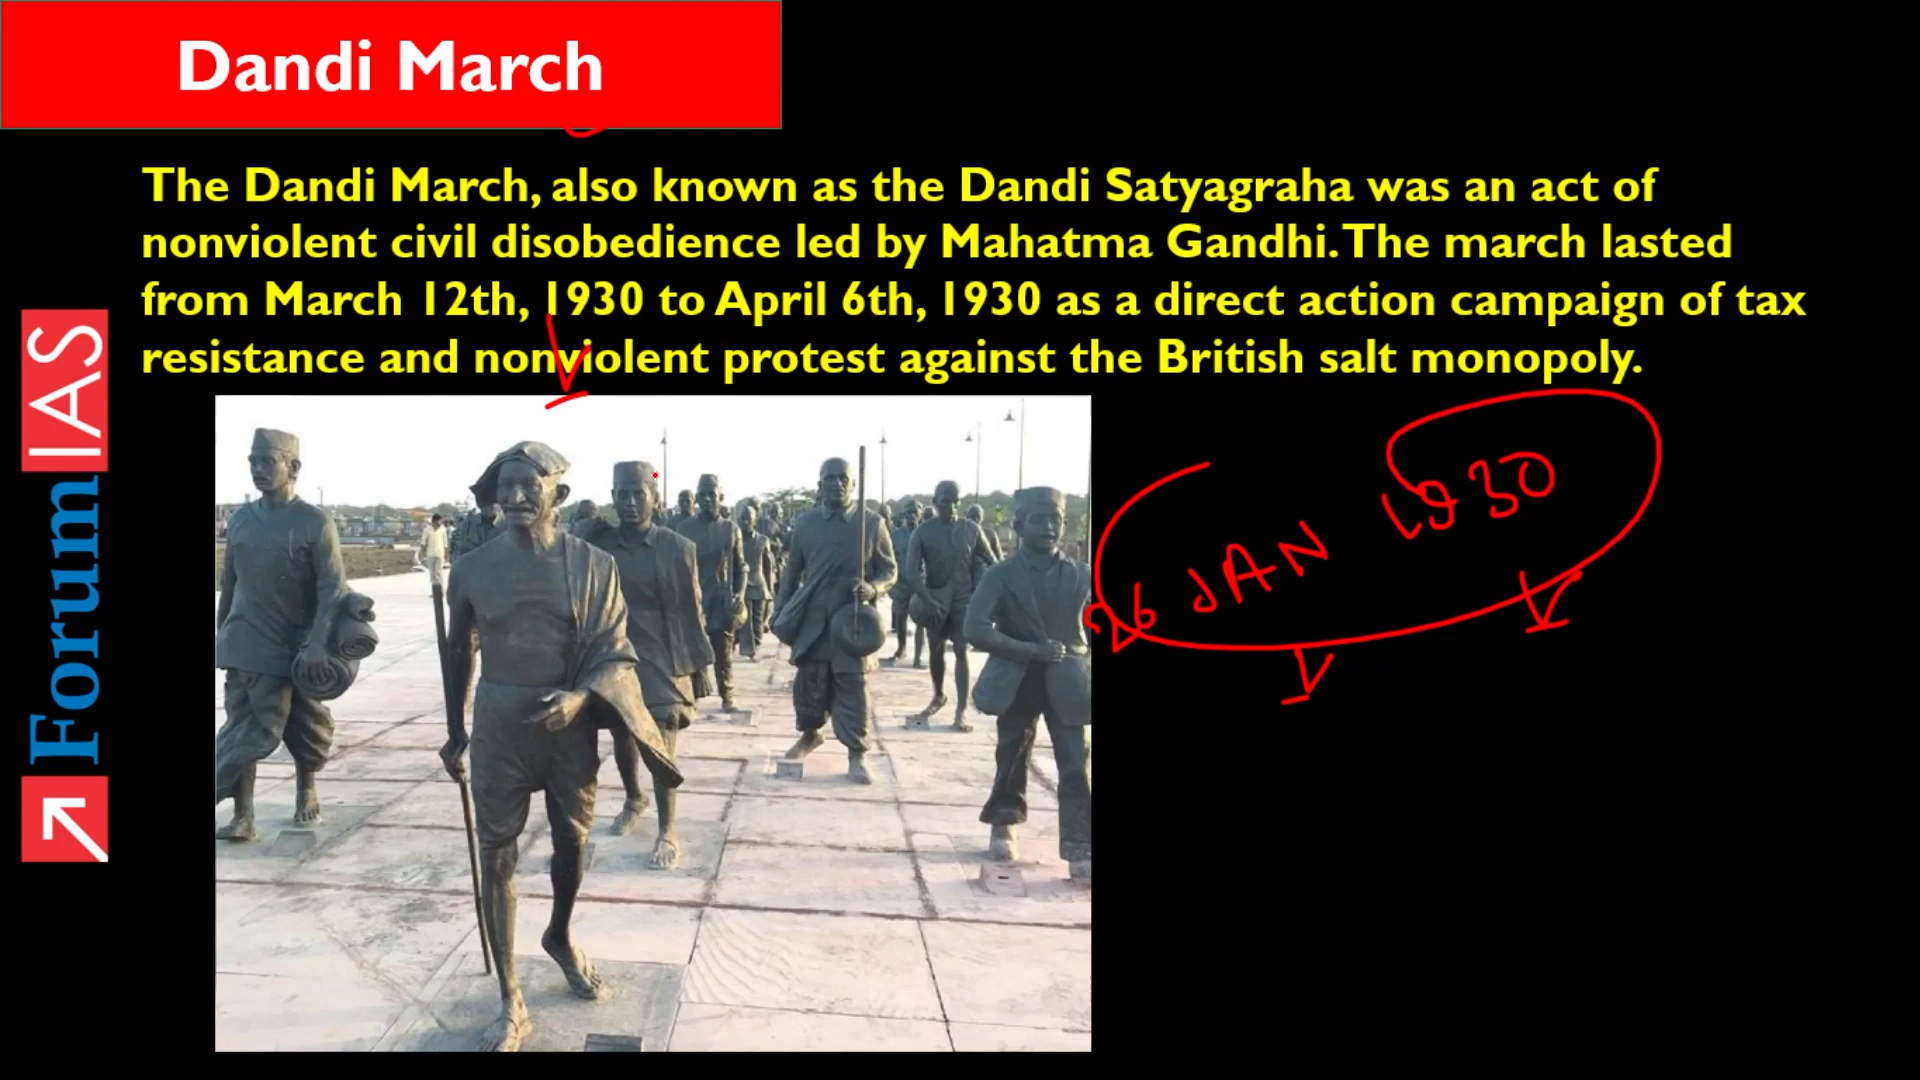 Dandi March
The Dandi March, also known as the Dandi Satyagraha was an act of
nonviolent civil disobedience led by Mahatma Gandhi. The march lasted
from March 12th, 1930 to April 6th, 1930 as a direct action campaign of tax
resistance and nonviolent protest against the British salt monopoly.
26 JAN 1930
Forum IAS